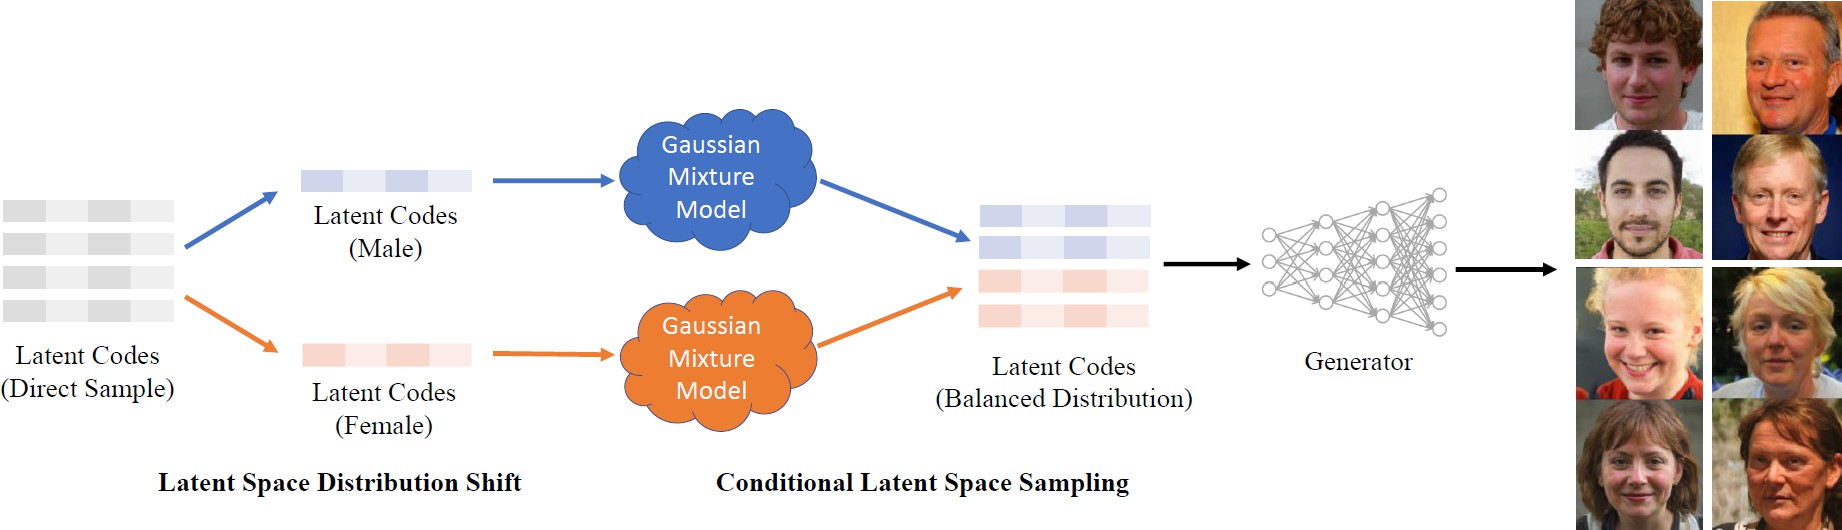 Latent Codes
(Direct Sample)
Latent Codes
(Male)
Latent Codes
(Female)
Latent Space Distribution Shift
Gaussian
Mixture
Model
Gaussian
Mixture
Model
Conditional Latent Space Sampling
Latent Codes
(Balanced Distribution)
Generator